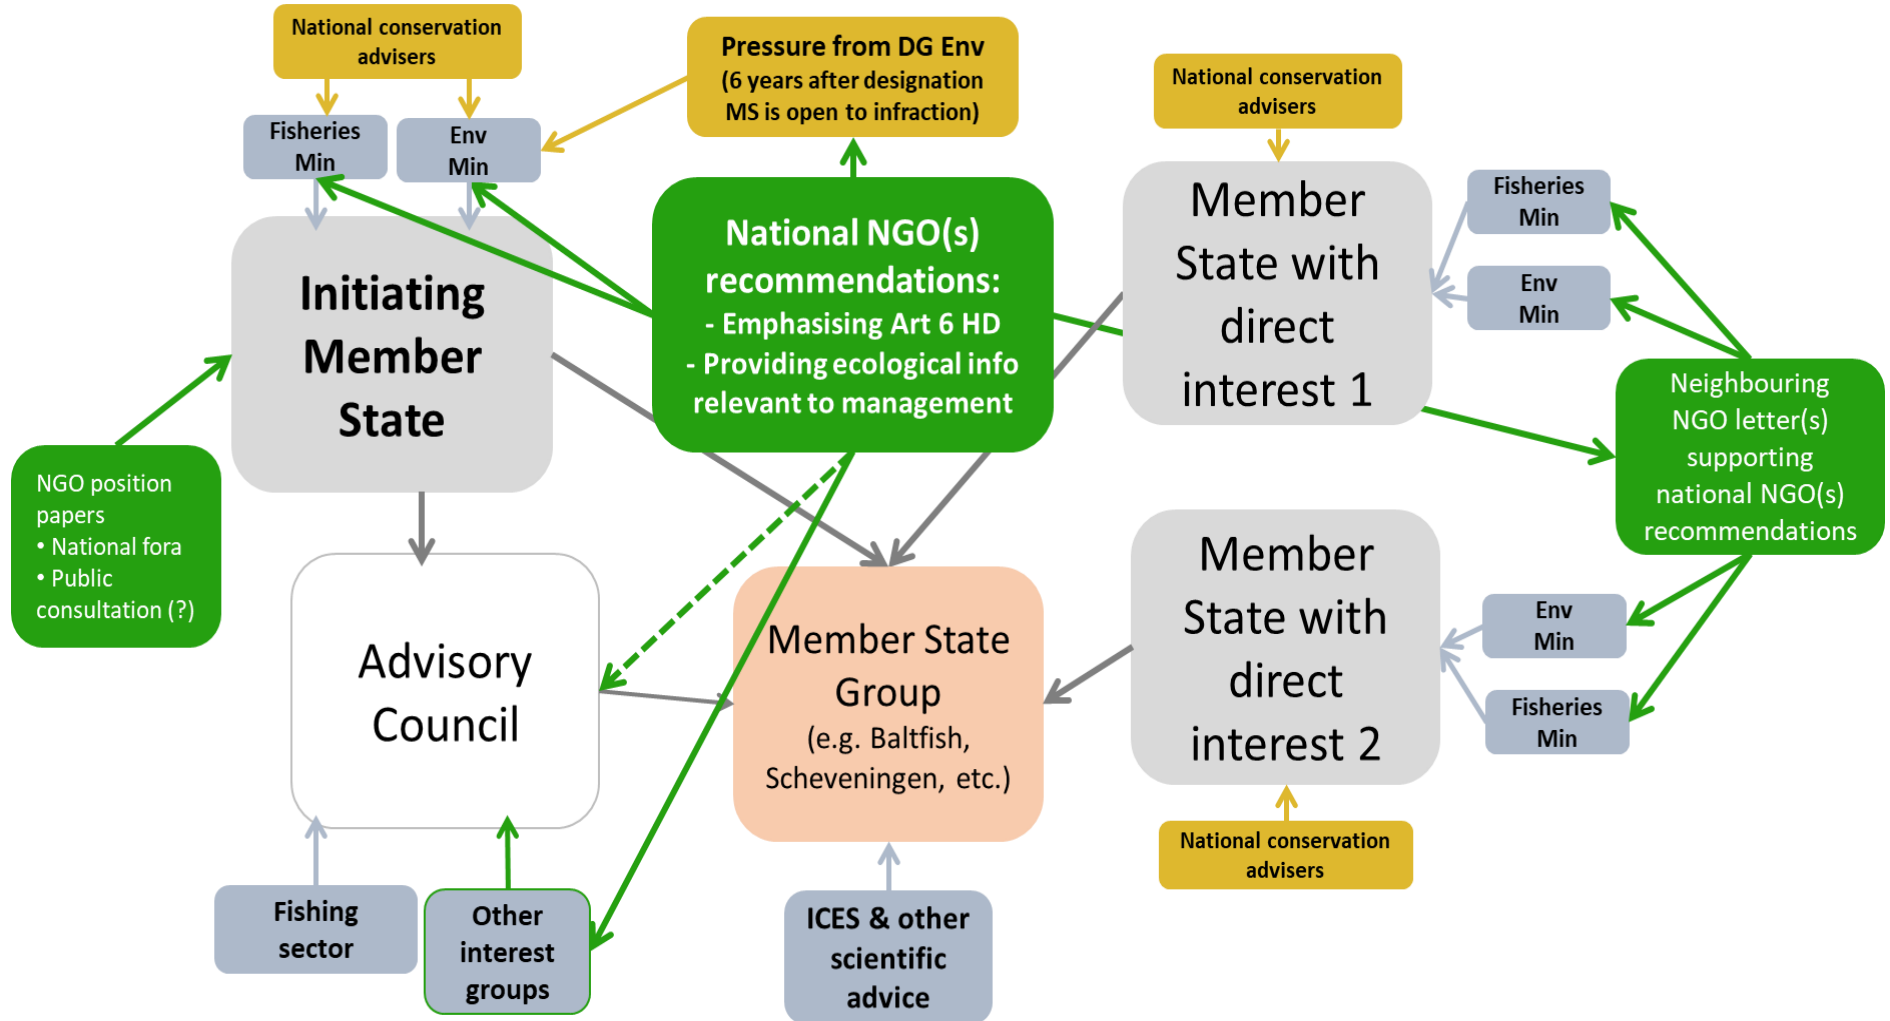 National conservation
advisers
Fisheries
Min
Env
Min
Pressure from DG Env
(6 years after designation
MS is open to infraction)
National conservation
advisers
Initiating
Member
State
National NGO(s)
recommendations:
- Emphasising Art 6 HD
- Providing ecological info
relevant to management
Member
State with
direct
interest 1
Fisheries
Min
Env
Min
NGO position
papers
• National fora
• Public
consultation (?)
Neighbouring
NGO letter(s)
supporting
national NGO(s)
recommendations
Advisory
Council
Member State
Group
(e.g. Baltfish,
Scheveningen, etc.)
Member
State with
direct
interest 2
Env
Min
Fisheries
Min
National conservation
advisers
Fishing
sector
Other
interest
groups
ICES & other
scientific
advice